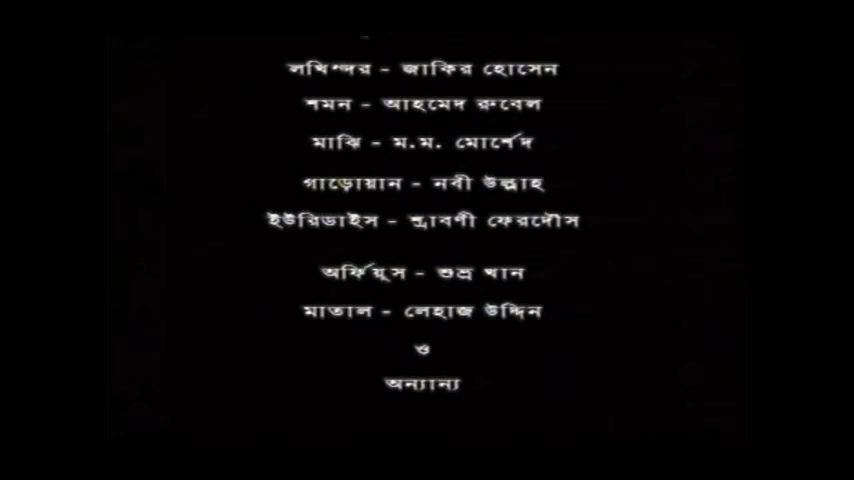 লখিন্দর - জাকির হোসেন
শমন - আহমেদ রুবেল
মাঝি - ম.ম. মোর্শেদ
গাড়োয়ান - নবী উল্লাহ
ইউরিডাইস - শ্রাবণী ফেরদৌস
অর্ফিয়ূস - শুভ্র খান
মাতাল - লেহাজ উদ্দিন
ও
অন্যান্য